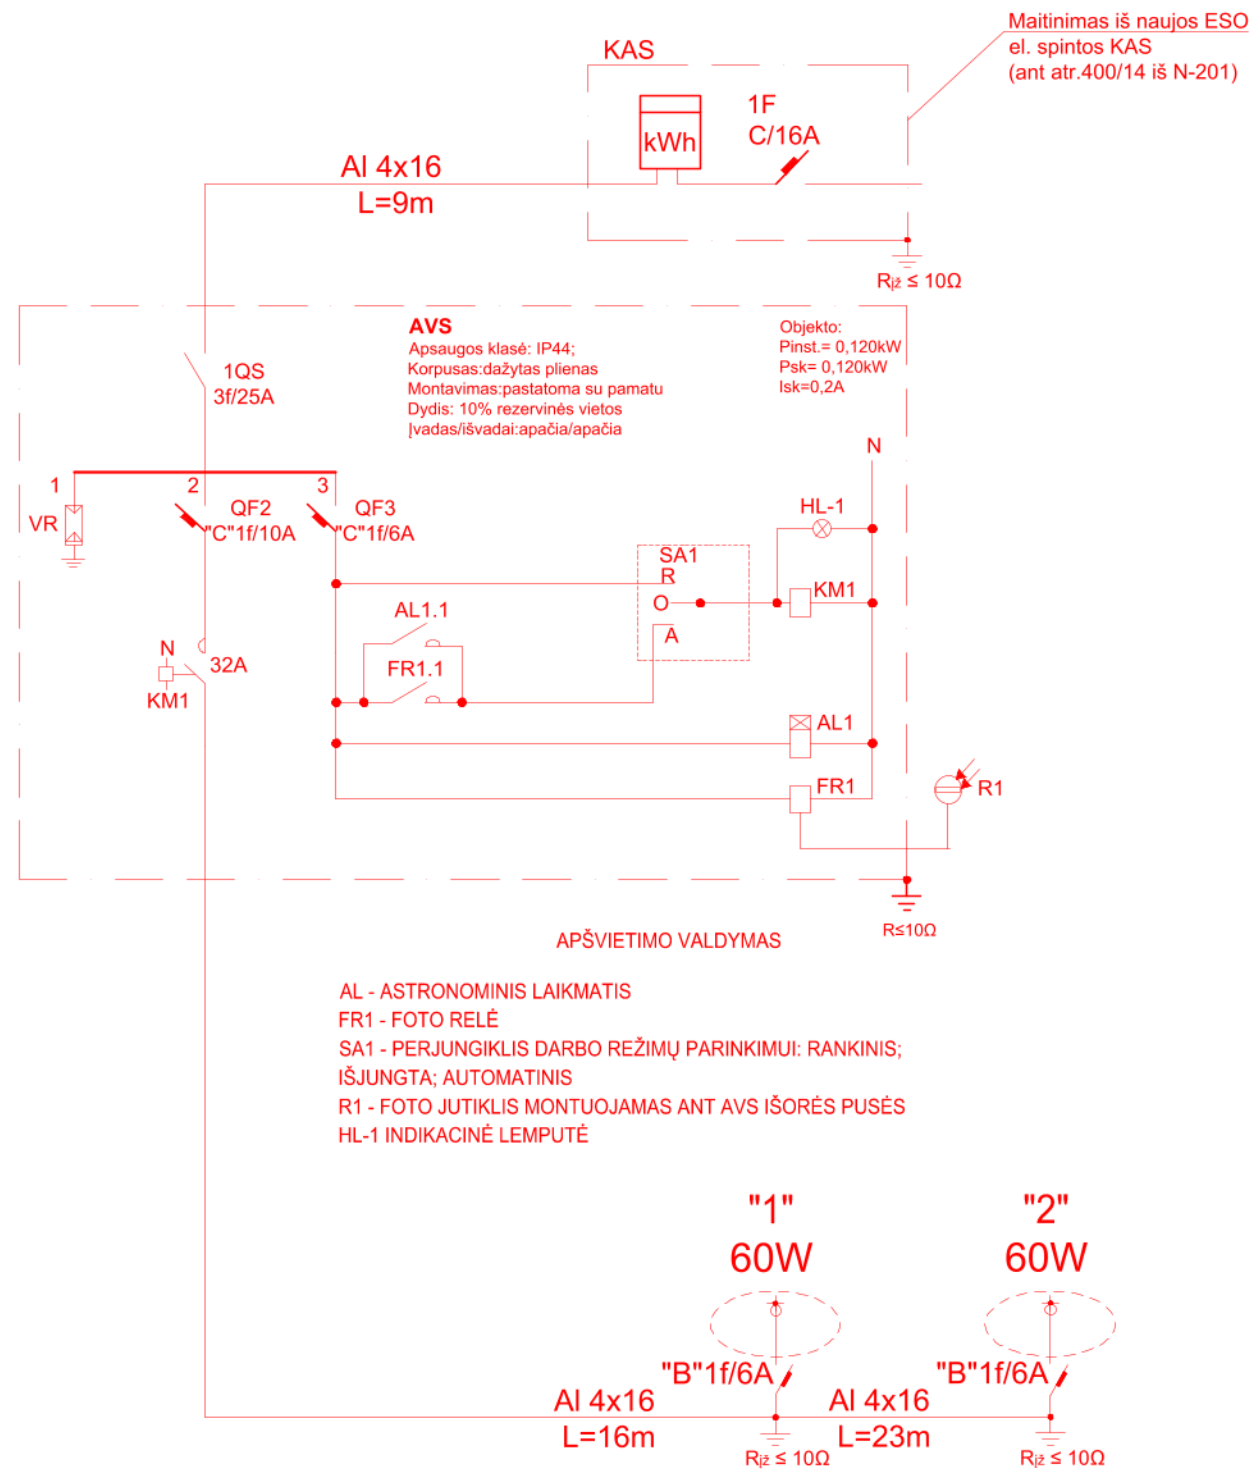 Maitinimas iš naujos ESO
el. spintos KAS
(ant atr.400/14 iš N-201)
KAS
1F
C/16A
kWh
Al 4x16
L=9m
Rįž ≤ 10Ω
AVS
Apsaugos klasė: IP44;
Korpusas:dažytas plienas
Montavimas:pastatoma su pamatu
Dydis: 10% rezervinės vietos
Įvadas/išvadai:apačia/apačia
Objekto:
Pinst.= 0,120kW
Psk= 0,120kW
Isk=0,2A
1QS
3f/25A
N
1
2
3
VR
QF2
"C"1f/10A
QF3
"C"1f/6A
HL-1
SA1
R
O
A
KM1
AL1.1
FR1.1
N
32A
KM1
AL1
FR1
R1
R≤10Ω
APŠVIETIMO VALDYMAS
AL - ASTRONOMINIS LAIKMATIS
FR1 - FOTO RELĖ
SA1 - PERJUNGIKLIS DARBO REŽIMŲ PARINKIMUI: RANKINIS;
IŠJUNGTA; AUTOMATINIS
R1 - FOTO JUTIKLIS MONTUOJAMAS ANT AVS IŠORĖS PUSĖS
HL-1 INDIKACINĖ LEMPUTĖ
"1"
60W
"2"
60W
"B"1f/6A
"B"1f/6A
Al 4x16
L=16m
Al 4x16
L=23m
Rįž ≤ 10Ω
Rįž ≤ 10Ω